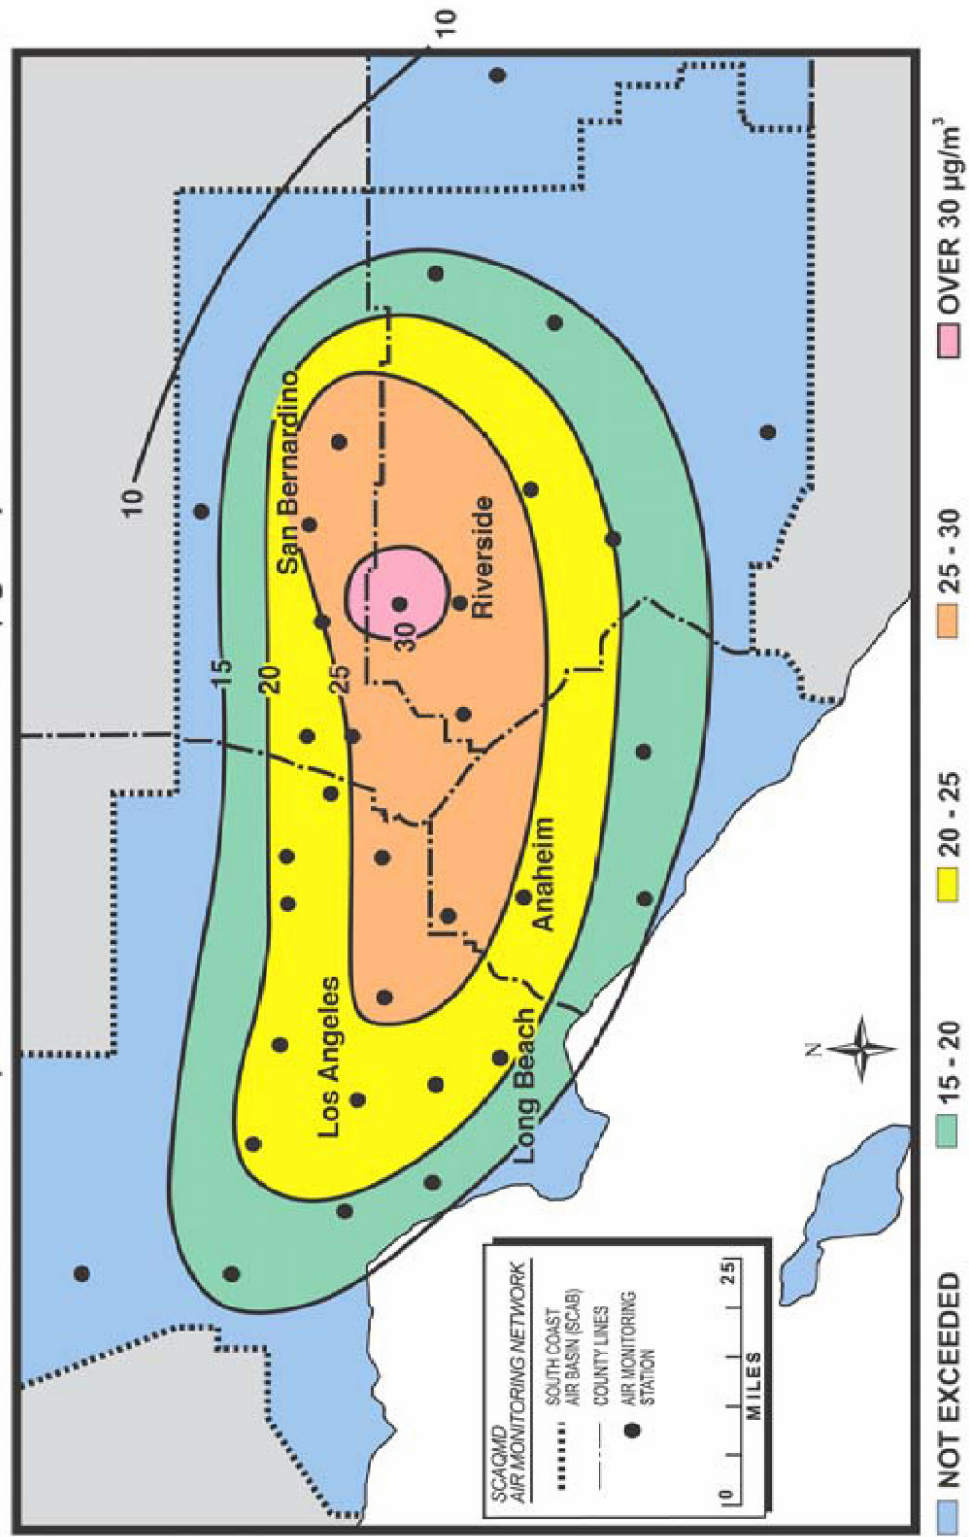 10
10
15
20
25
30
San Bernardino
Riverside
Los Angeles
Anaheim
Long Beach
N
SCAQMD
AIR MONITORING NETWORK
SOUTH COAST
AIR BASIN (SCAB)
COUNTY LINES
AIR MONITORING
STATION
0 25
MILES
NOT EXCEEDED 15 - 20 20 - 25 25 - 30 OVER 30 µg/m³